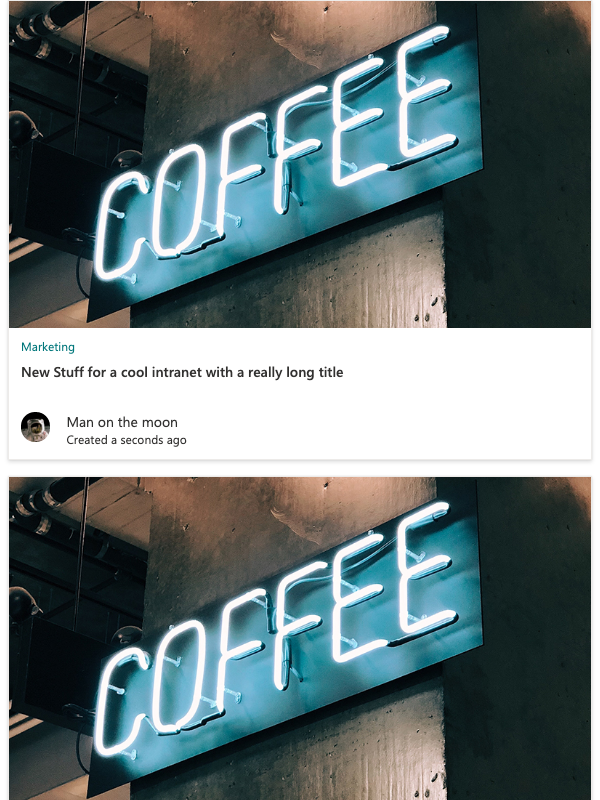 COFFEE
Marketing
New Stuff for a cool intranet with a really long title
Man on the moon
Created a seconds ago
COFFEE